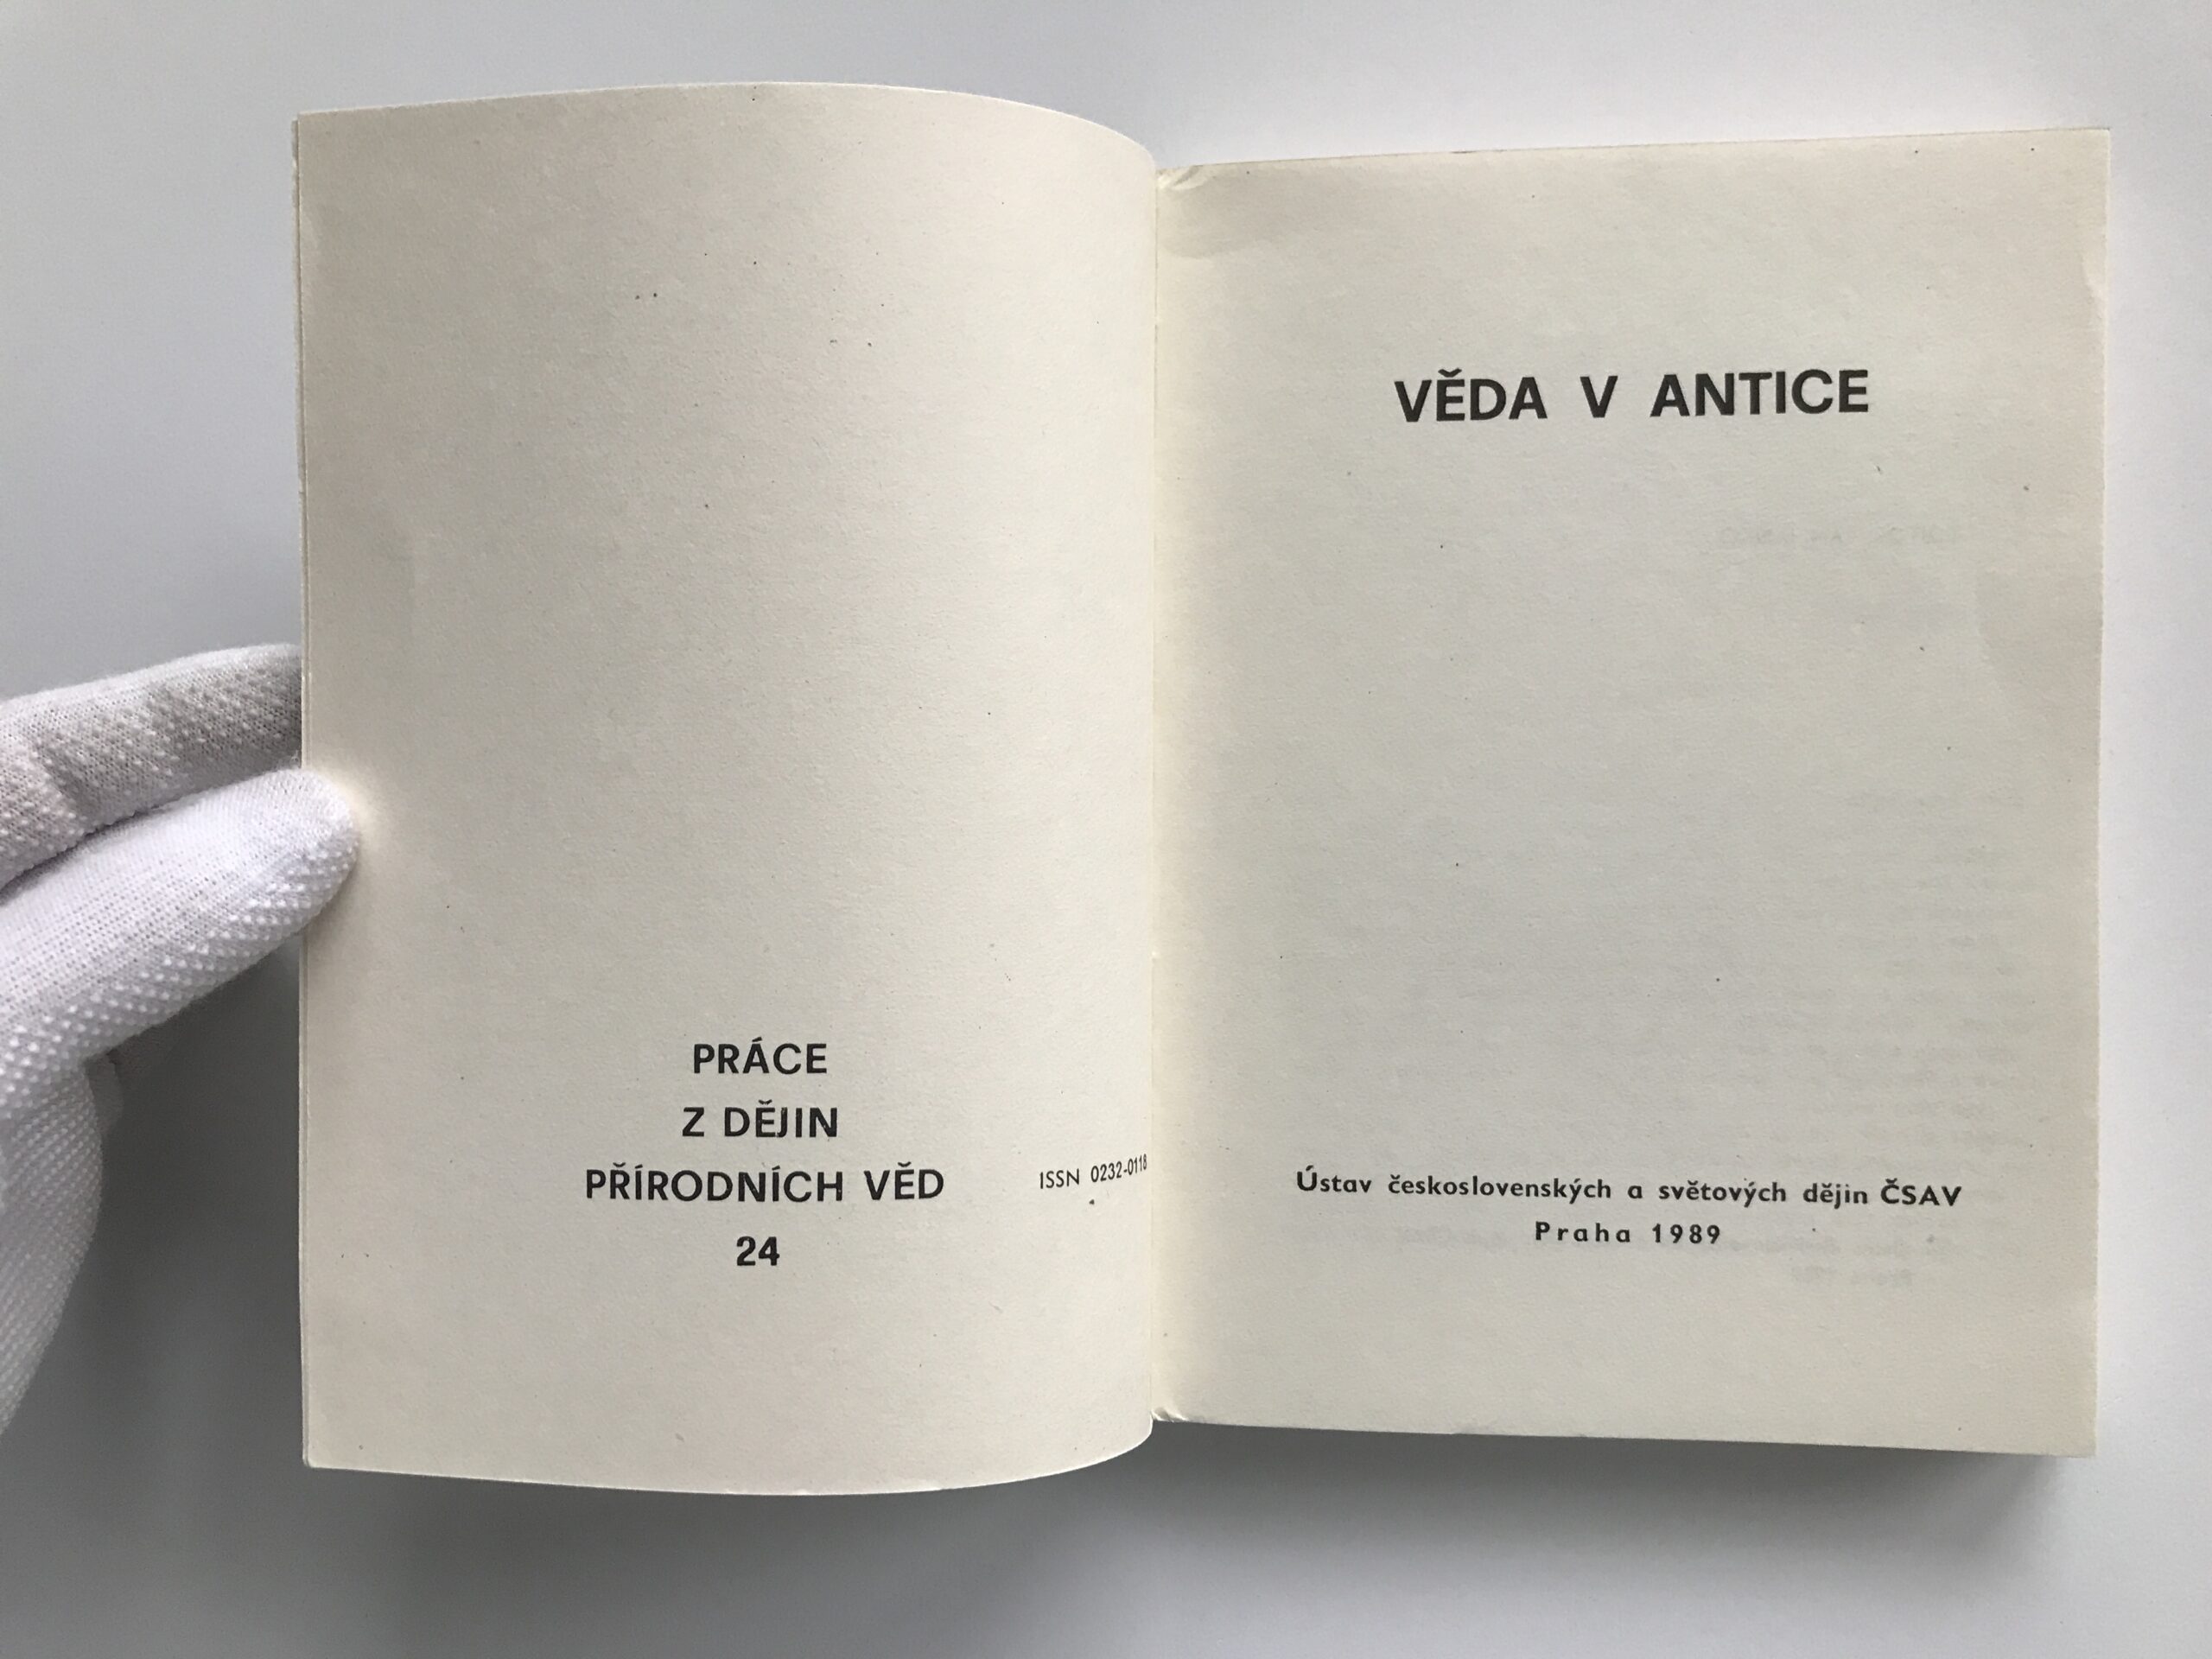 PRÁCE
Z DĚJIN
PŘÍRODNÍCH VĚD
24
ISSN 0232-0118
VĚDA V ANTICE
Ústav československých a světových dějin ČSAV
Praha 1989